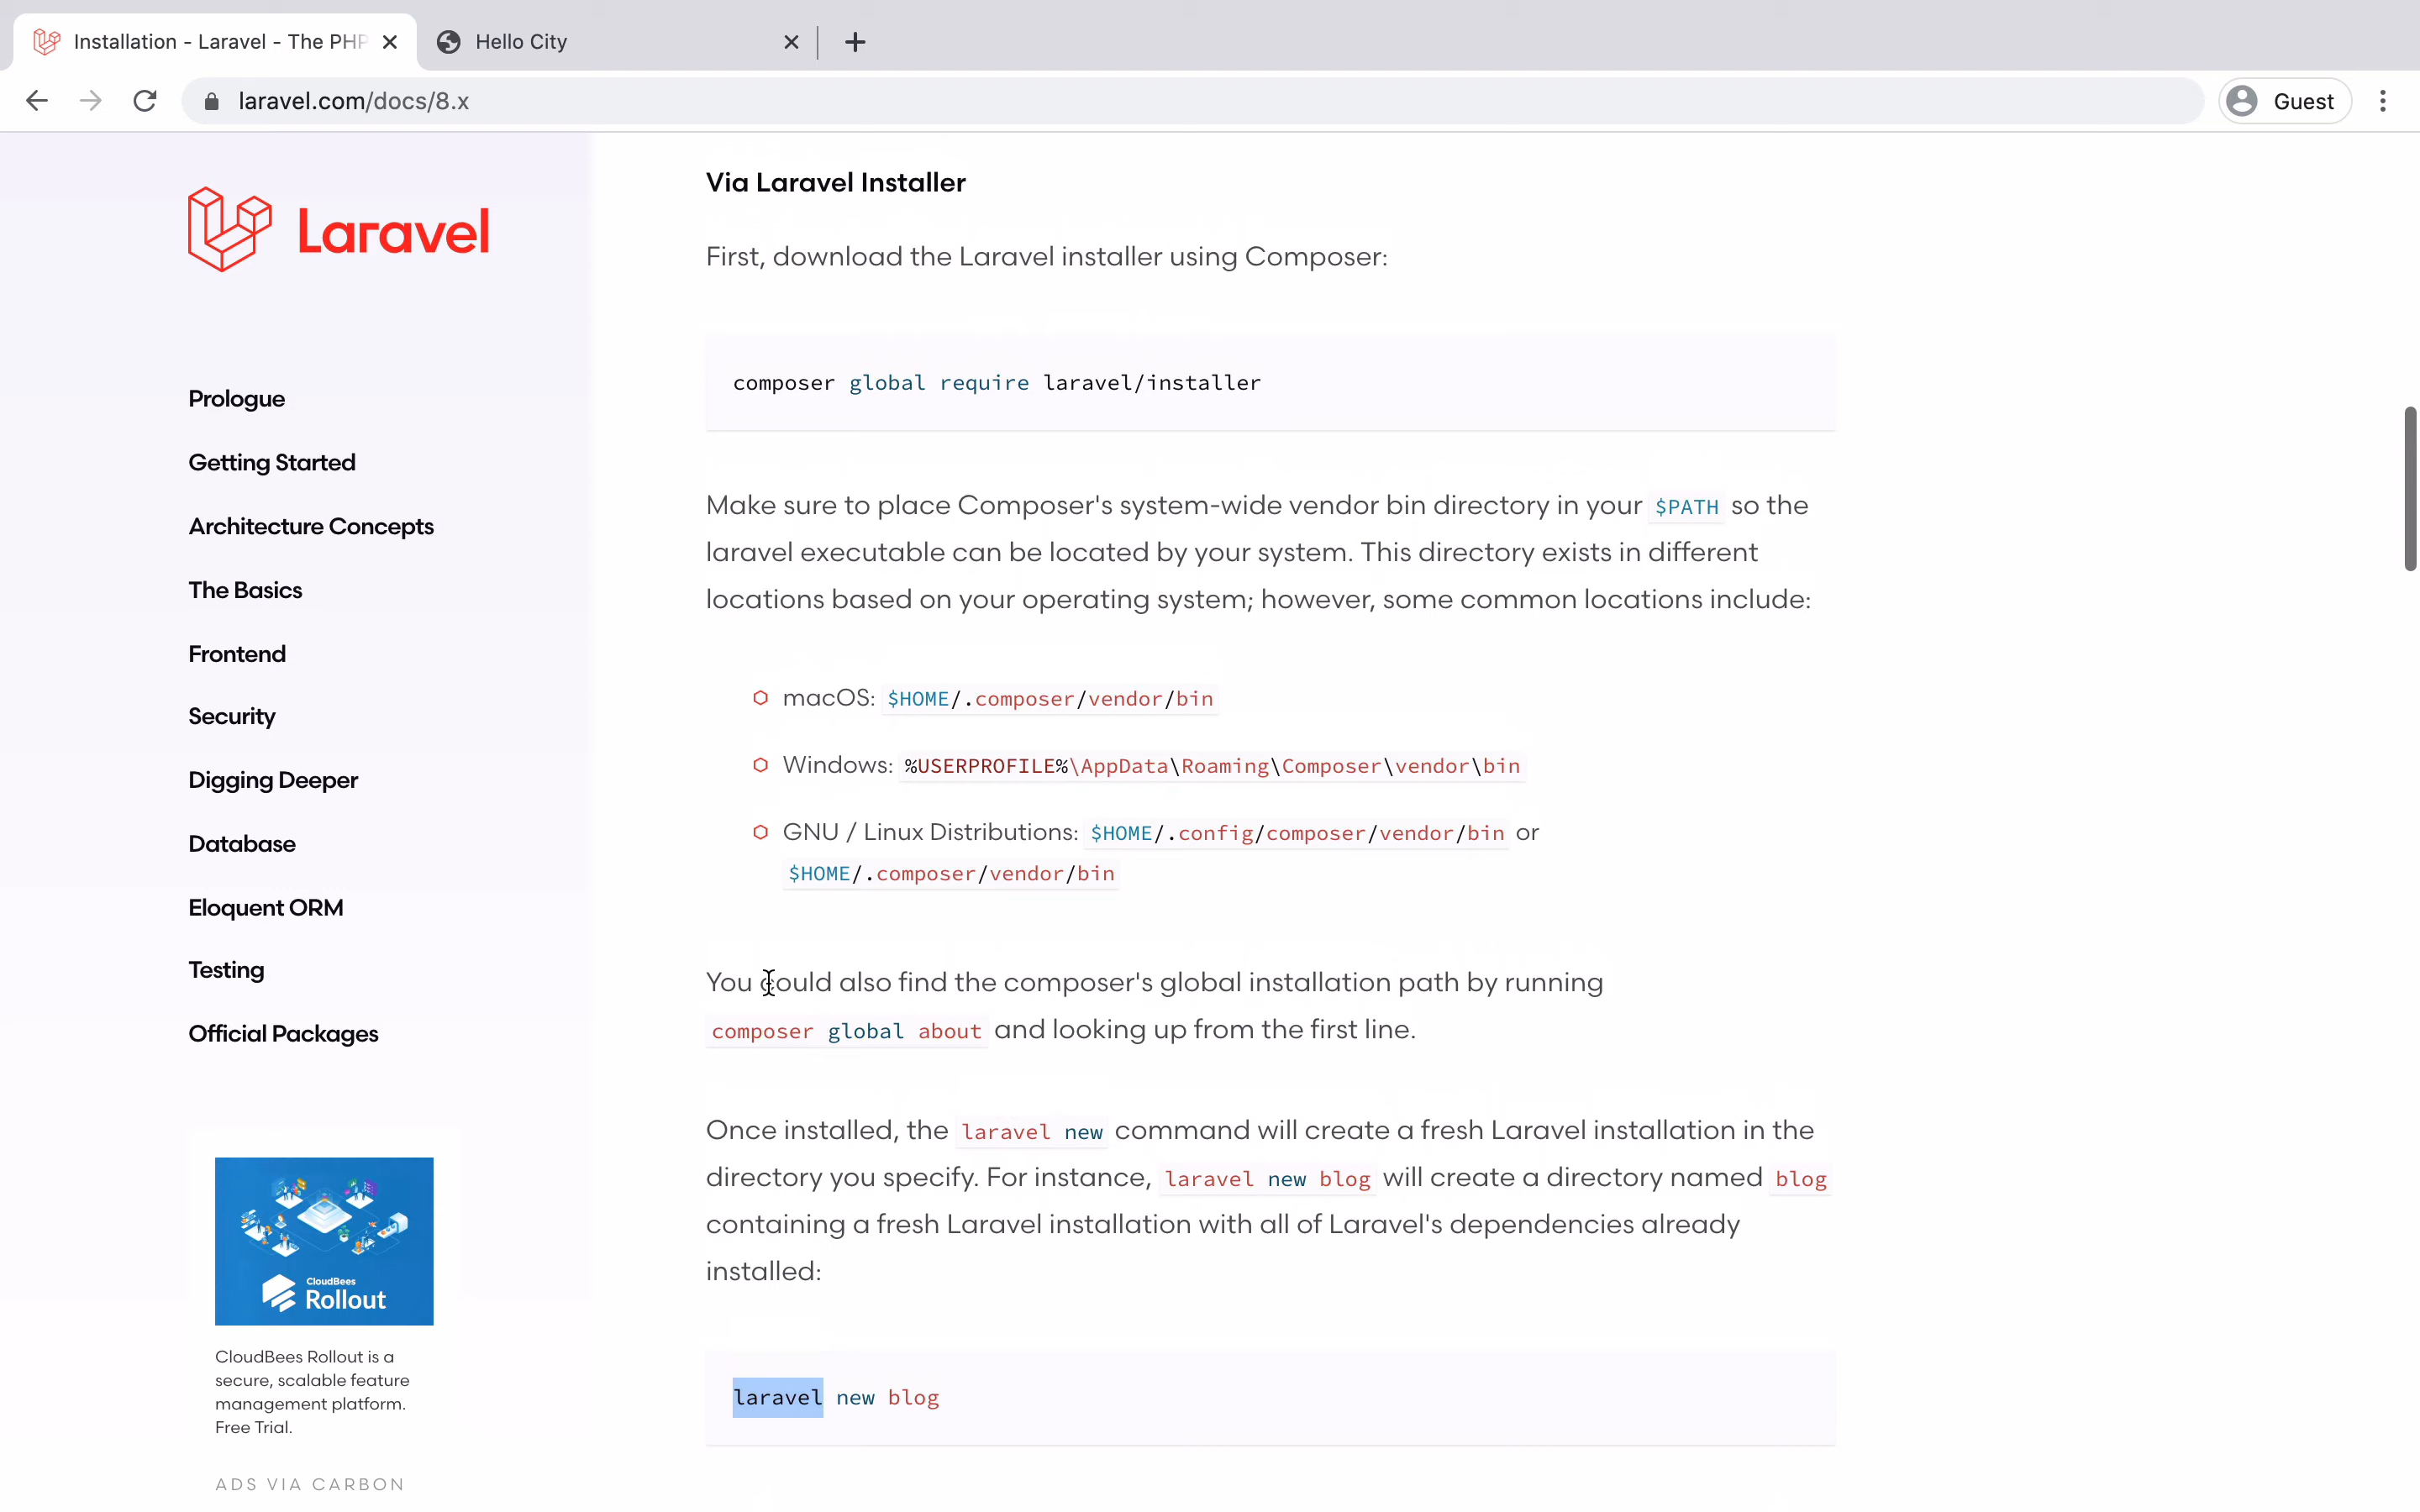 Installation - Laravel - The PHP
Hello City
laravel.com/docs/8.x
Guest
Laravel
Prologue
Getting Started
Architecture Concepts
The Basics
Frontend
Security
Digging Deeper
Database
Eloquent ORM
Testing
Official Packages
CloudBees
Rollout
CloudBees Rollout is a
secure, scalable feature
management platform.
Free Trial.
ADS VIA CARBON
Via Laravel Installer
First, download the Laravel installer using Composer:
composer global require laravel/installer
Make sure to place Composer's system-wide vendor bin directory in your $PATH so the
laravel executable can be located by your system. This directory exists in different
locations based on your operating system; however, some common locations include:
macOS: $HOME/.composer/vendor/bin
Windows: %USERPROFILE%\AppData\Roaming\Composer\vendor\bin
GNU / Linux Distributions: $HOME/.config/composer/vendor/bin or
$HOME/.composer/vendor/bin
You could also find the composer's global installation path by running
composer global about and looking up from the first line.
Once installed, the laravel new command will create a fresh Laravel installation in the
directory you specify. For instance, laravel new blog will create a directory named blog
containing a fresh Laravel installation with all of Laravel's dependencies already
installed:
laravel new blog